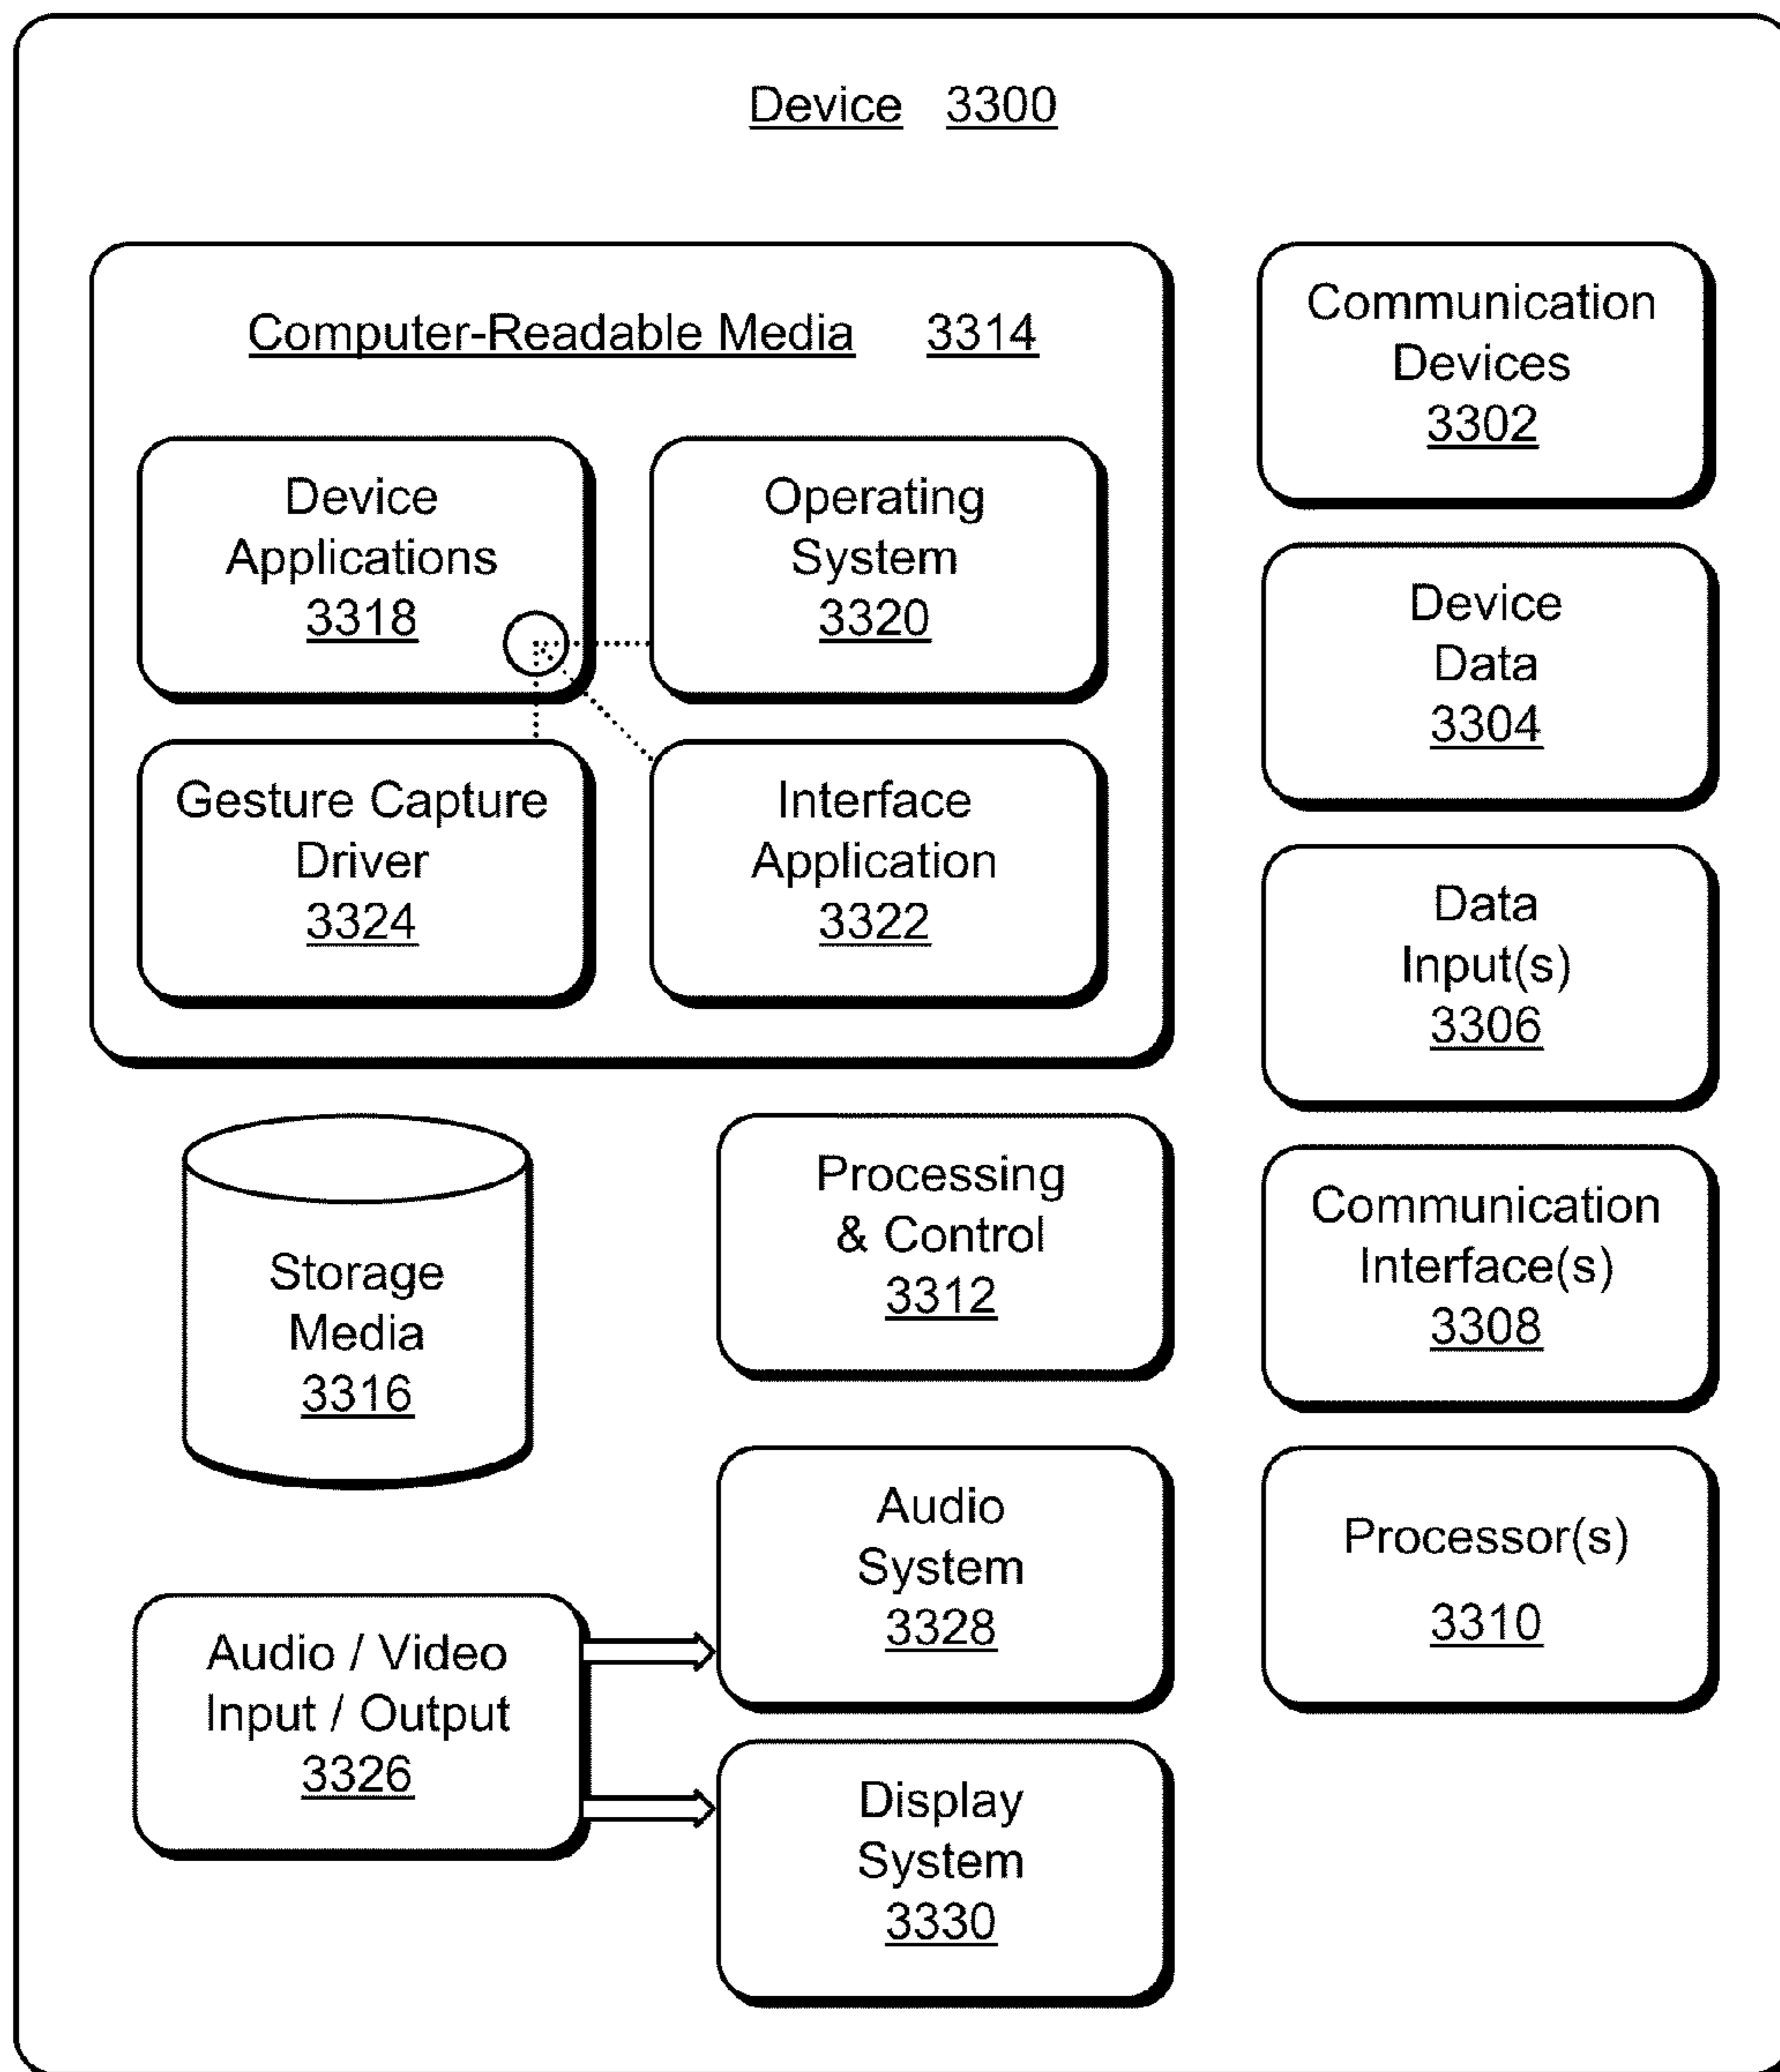 Device 3300
Computer-Readable Media 3314
Device
Applications
3318
Operating
System
3320
Gesture Capture
Driver
3324
Interface
Application
3322
Storage
Media
3316
Processing
& Control
3312
Audio / Video
Input / Output
3326
Audio
System
3328
Display
System
3330
Communication
Devices
3302
Device
Data
3304
Data
Input(s)
3306
Communication
Interface(s)
3308
Processor(s)
3310